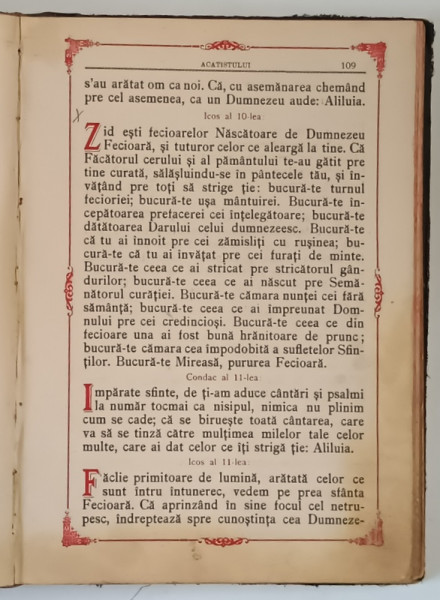 ACATISTULUI 109
s'au arătat om ca noi. Că, cu asemănarea chemând
pre cel asemenea, ca un Dumnezeu aude: Aliluia.
Icos al 10-lea
Zid ești fecioarelor Născătoare de Dumnezeu
Fecioară, și tuturor celor ce aleargă la tine. Că
Făcătorul cerului și al pământului te-au gătit pre
tine curată, sălășluindu-se în pântecele tău, și în-
vățând pre toți să strige ție: bucură-te turnul
fecioriei; bucură-te ușa mântuirei. Bucură-te în-
cepătoarea prefacerei cei înțelegătoare; bucură-te
dătătoarea Darului celui dumnezeesc. Bucură-te
că tu ai înnoit pre cei zămisliți cu rușinea; bu-
cură-te că tu ai învățat pre cei furați de minte.
Bucură-te ceea ce ai stricat pre stricătorul gân-
durilor; bucură-te ceea ce ai născut pre Semă-
nătorul curăției. Bucură-te cămara nunței cei fără
sămânță; bucură-te ceea ce ai împreunat Dom-
nului pre cei credincioși. Bucură-te ceea ce din
fecioare una ai fost bună hrănitoare de prunc;
bucură-te cămara cea împodobită a sufletelor Sfin-
ților. Bucură-te Mireasă, pururea Fecioară.
Condac al 11-lea:
Împărate sfinte, de ți-am aduce cântări și psalmi
la număr tocmai ca nisipul, nimica nu plinim
cum se cade; că se biruește toată cântarea, care
va să se tinză către mulțimea milelor tale celor
multe, care ai dat celor ce îți strigă ție: Aliluia.
Icos al 11-lea:
Făclie primitoare de lumină, arătată celor ce
sunt întru întunerec, vedem pe prea sfânta
Fecioară. Că aprinzând în sine focul cel netru-
pesc, îndreptează spre cunoștința cea Dumneze-